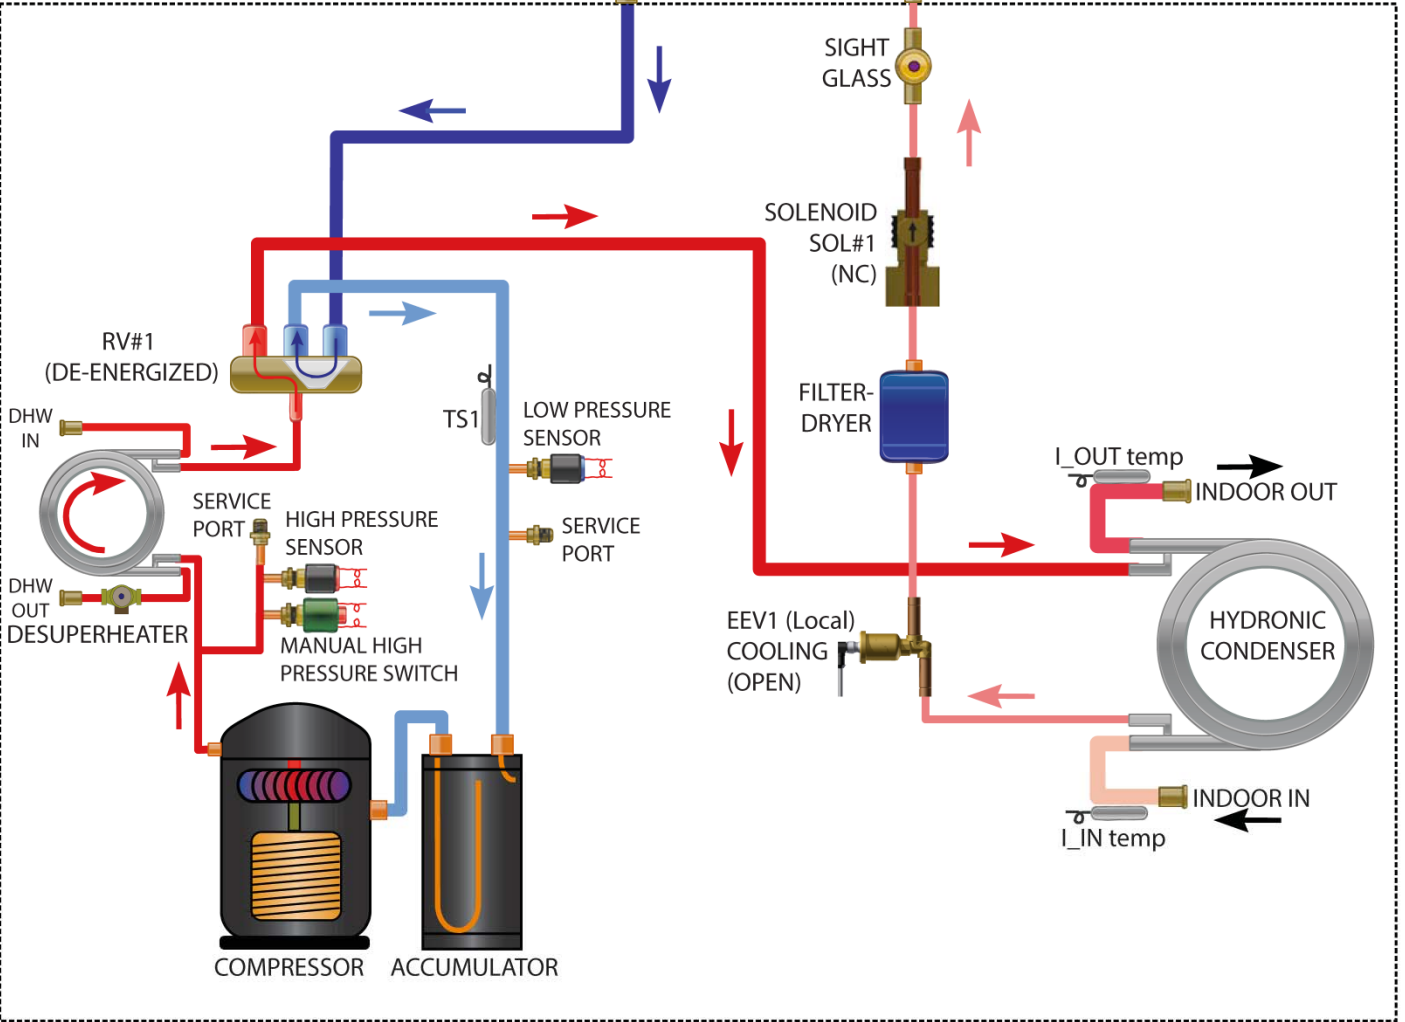 SIGHT
GLASS
SOLENOID
SOL#1
(NC)
RV#1
(DE-ENERGIZED)
FILTER-
DRYER
DHW
IN
TS1
LOW PRESSURE
SENSOR
I_OUT temp
INDOOR OUT
SERVICE
PORT
HIGH PRESSURE
SENSOR
SERVICE
PORT
DHW
OUT
DESUPERHEATER
MANUAL HIGH
PRESSURE SWITCH
EEV1 (Local)
COOLING
(OPEN)
HYDRONIC
CONDENSER
INDOOR IN
I_IN temp
COMPRESSOR
ACCUMULATOR